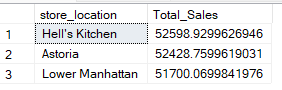 store_location Total_Sales
1 Hell's Kitchen 52598.9299626946
2 Astoria 52428.7599619031
3 Lower Manhattan 51700.0699841976